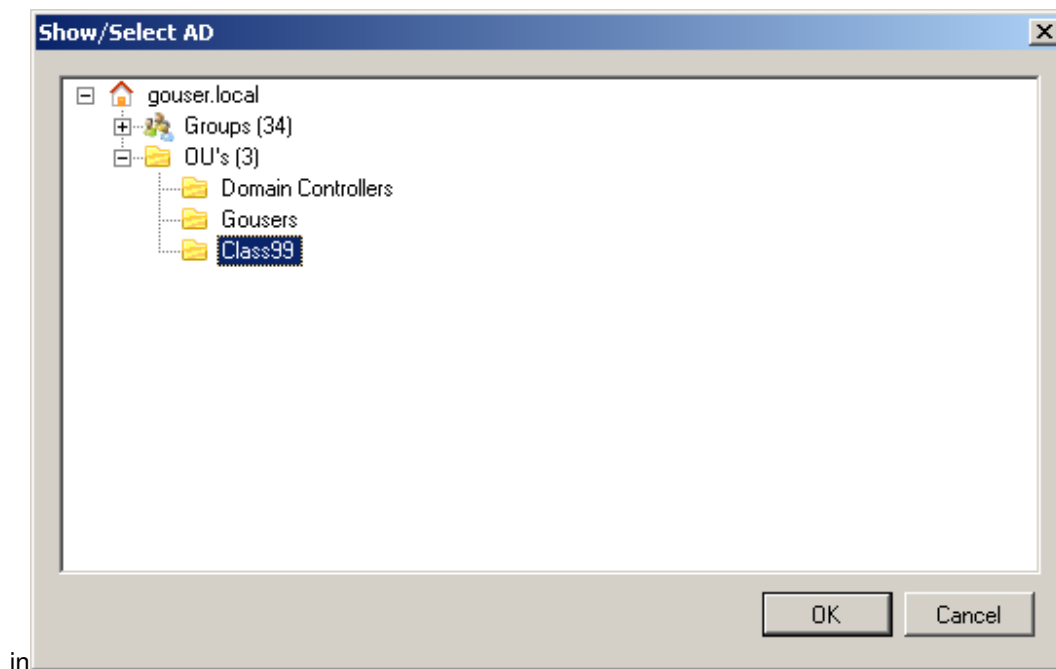 Show/Select AD
gouser.local
Groups (34)
OU's (3)
Domain Controllers
Gousers
Class99
OK Cancel
in